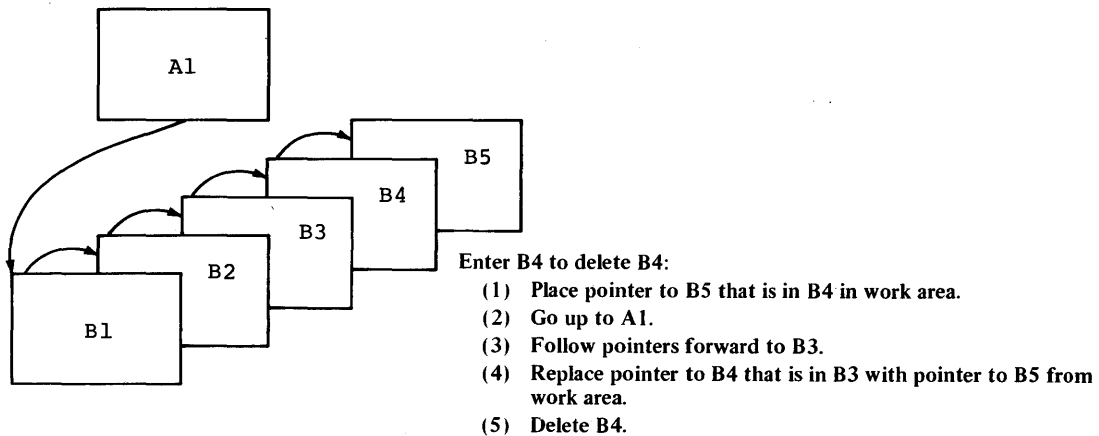 A1
B5
B4
B3
B2
B1
Enter B4 to delete B4:
(1) Place pointer to B5 that is in B4 in work area.
(2) Go up to A1.
(3) Follow pointers forward to B3.
(4) Replace pointer to B4 that is in B3 with pointer to B5 from
work area.
(5) Delete B4.